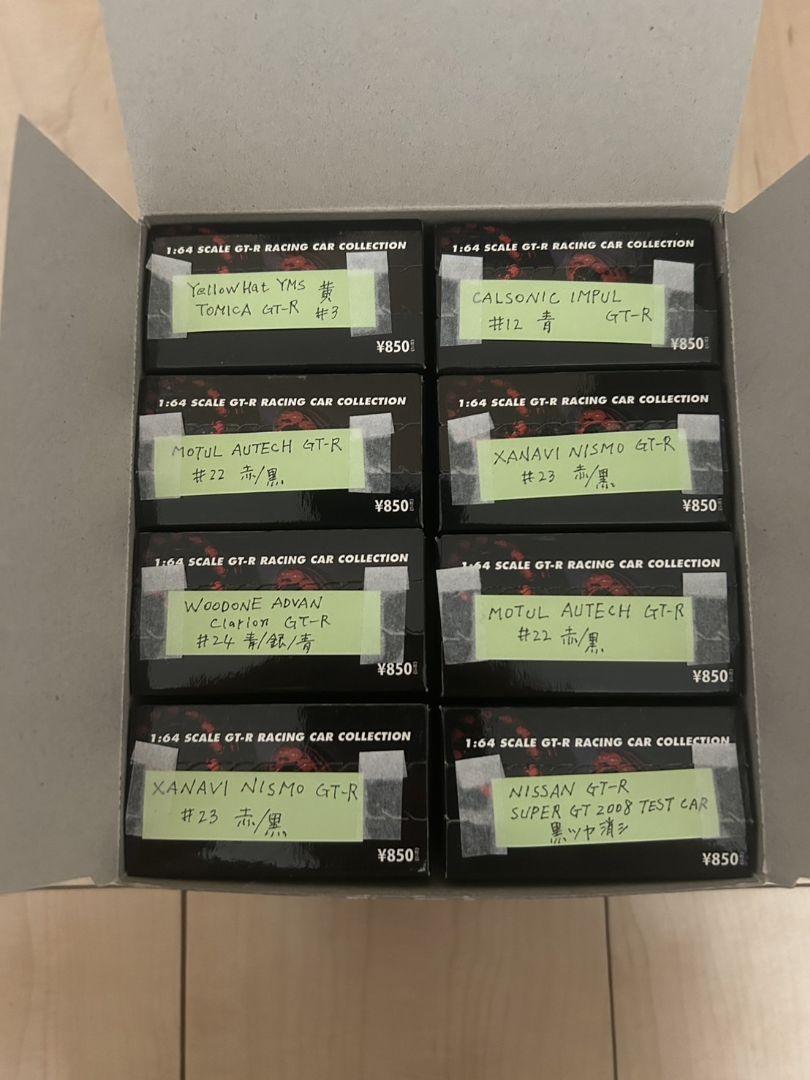 1:64 SCALE GT-R RACING CAR COLLECTION
YellowHat YMS 黄
TOMICA GT-R #3
¥850
1:64 SCALE GT-R RACING CAR COLLECTION
CALSONIC IMPUL
#12 青 GT-R
¥850
1:64 SCALE GT-R RACING CAR COLLECTION
MOTUL AUTECH GT-R
#22 赤/黒
¥850
1:64 SCALE GT-R RACING CAR COLLECTION
XANAVI NISMO GT-R
#23 赤/黒
¥850
1:64 SCALE GT-R RACING CAR COLLECTION
WOODONE ADVAN
Clarion GT-R
#24 青/銀/青
¥850
1:64 SCALE GT-R RACING CAR COLLECTION
MOTUL AUTECH GT-R
#22 赤/黒
¥850
1:64 SCALE GT-R RACING CAR COLLECTION
XANAVI NISMO GT-R
#23 赤/黒
¥850
1:64 SCALE GT-R RACING CAR COLLECTION
NISSAN GT-R
SUPER GT 2008 TEST CAR
黒ツヤ消シ
¥850